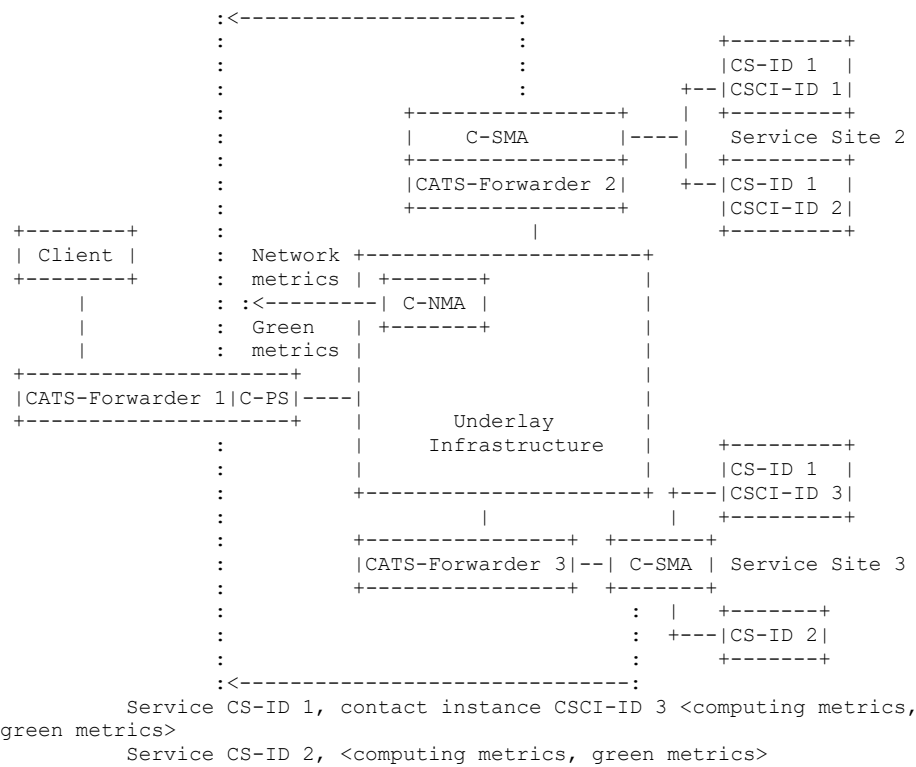 CS-ID 1
CSCI-ID 1
C-SMA Service Site 2
CATS-Forwarder 2 CS-ID 1
CSCI-ID 2
Client Network
metrics C-NMA
Green
metrics
CATS-Forwarder 1 C-PS
Underlay
Infrastructure
CS-ID 1
CSCI-ID 3
CATS-Forwarder 3 C-SMA Service Site 3
CS-ID 2
Service CS-ID 1, contact instance CSCI-ID 3 <computing metrics,
green metrics>
Service CS-ID 2, <computing metrics, green metrics>